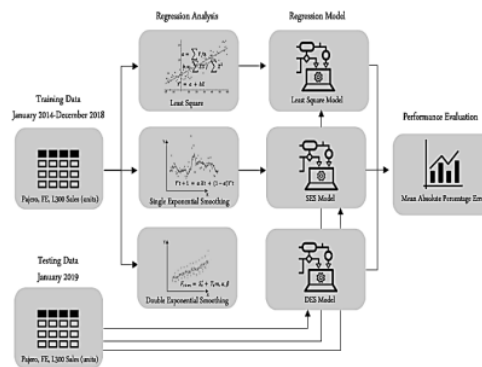 Regression Analysis
Regression Model
Least Square
Least Square Model
Training Data
January 2014-December 2018
Performance Evaluation
Pajero, FE, L300 Sales (units)
Single Exponential Smoothing
SES Model
Mean Absolute Percentage Error
Testing Data
January 2019
Double Exponential Smoothing
DES Model
Pajero, FE, L300 Sales (units)